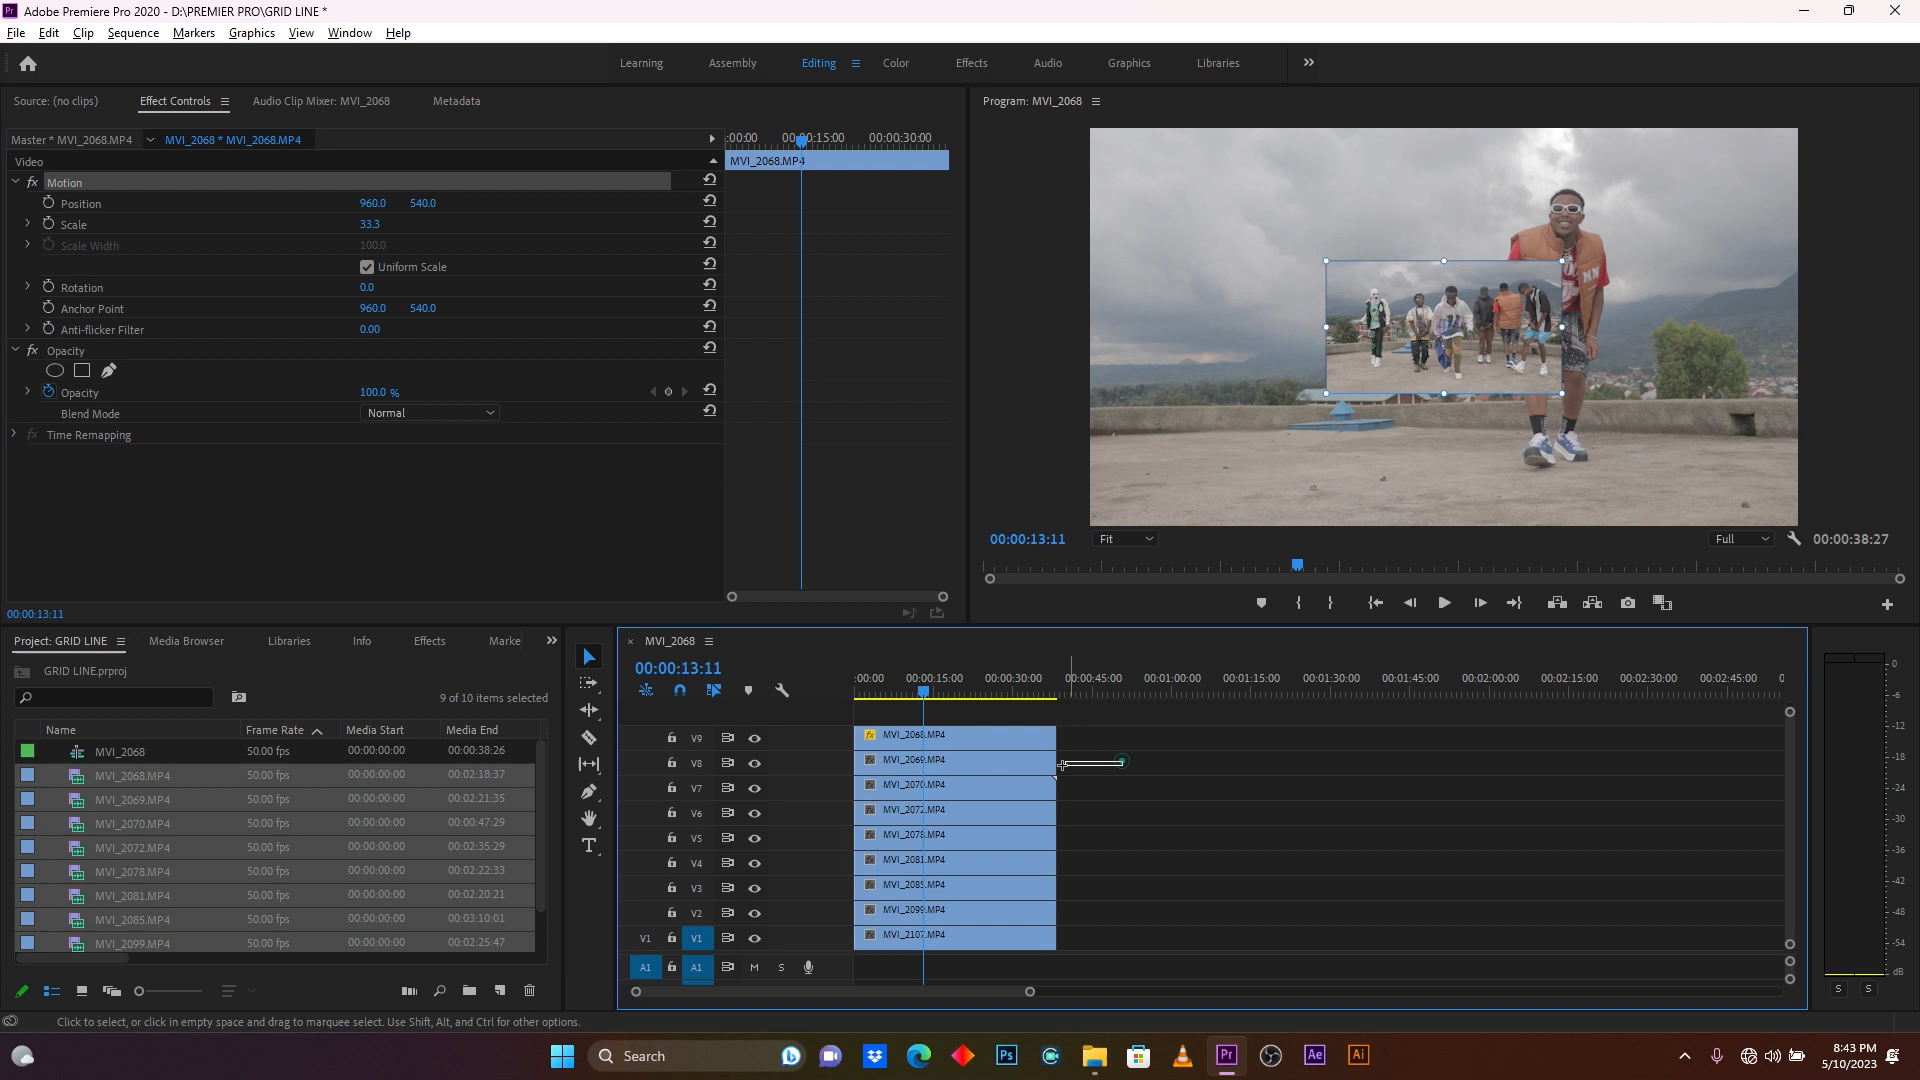 Adobe Premiere Pro 2020 - D:\PREMIER PRO\GRID LINE *
File Edit Clip Sequence Markers Graphics View Window Help
Learning Assembly Editing Color Effects Audio Graphics Libraries
Source: (no clips) Effect Controls Audio Clip Mixer: MVI_2068 Metadata
Master * MVI_2068.MP4 MVI_2068 * MVI_2068.MP4
:00:00 00:00:15:00 00:00:30:00
Video
MVI_2068.MP4
Motion
Position 960.0 540.0
Scale 33.3
Scale Width 100.0
Uniform Scale
Rotation 0.0
Anchor Point 960.0 540.0
Anti-flicker Filter 0.00
Opacity
Opacity 100.0 %
Blend Mode Normal
Time Remapping
00:00:13:11
Program: MVI_2068
00:00:13:11 Fit Full 00:00:38:27
Project: GRID LINE Media Browser Libraries Info Effects Marke
GRID LINE.prproj
9 of 10 items selected
Name Frame Rate Media Start Media End
MVI_2068 50.00 fps 00:00:00:00 00:00:38:26
MVI_2068.MP4 50.00 fps 00:00:00:00 00:02:18:37
MVI_2069.MP4 50.00 fps 00:00:00:00 00:02:21:35
MVI_2070.MP4 50.00 fps 00:00:00:00 00:00:47:29
MVI_2072.MP4 50.00 fps 00:00:00:00 00:02:35:29
MVI_2078.MP4 50.00 fps 00:00:00:00 00:02:22:33
MVI_2081.MP4 50.00 fps 00:00:00:00 00:02:20:21
MVI_2085.MP4 50.00 fps 00:00:00:00 00:03:10:01
MVI_2099.MP4 50.00 fps 00:00:00:00 00:02:25:47
MVI_2068
00:00:13:11
:00:00 00:00:15:00 00:00:30:00 00:00:45:00 00:01:00:00 00:01:15:00 00:01:30:00 00:01:45:00 00:02:00:00 00:02:15:00 00:02:30:00 00:02:45:00 0
V9 MVI_2068.MP4
V8 MVI_2069.MP4
V7 MVI_2070.MP4
V6 MVI_2072.MP4
V5 MVI_2078.MP4
V4 MVI_2081.MP4
V3 MVI_2085.MP4
V2 MVI_2099.MP4
V1 V1 MVI_2107.MP4
A1 A1 M S
0
-6
-12
-18
-24
-30
-36
-42
-48
-54
dB
S S
Click to select, or click in empty space and drag to marquee select. Use Shift, Alt, and Ctrl for other options.
Search
Ps
Pr
Ae
Ai
8:43 PM
5/10/2023